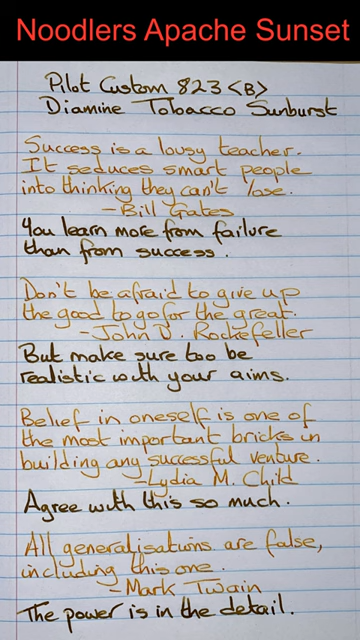 Noodlers Apache Sunset
Pilot Custom 823 <B>
Diamine Tobacco Sunburst
Success is a lousy teacher.
It seduces smart people
into thinking they can't lose.
- Bill Gates
You learn more from failure
than from success.
Don't be afraid to give up
the good to go for the great.
- John D. Rockefeller
But make sure too be
realistic with your aims.
Belief in oneself is one of
the most important bricks in
building any successful venture.
- Lydia M. Child
Agree with this so much.
All generalisations are false,
including this one.
- Mark Twain
The power is in the detail.